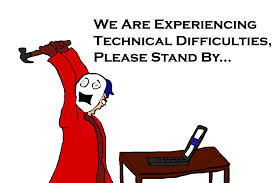 We Are Experiencing
Technical Difficulties,
Please Stand By...